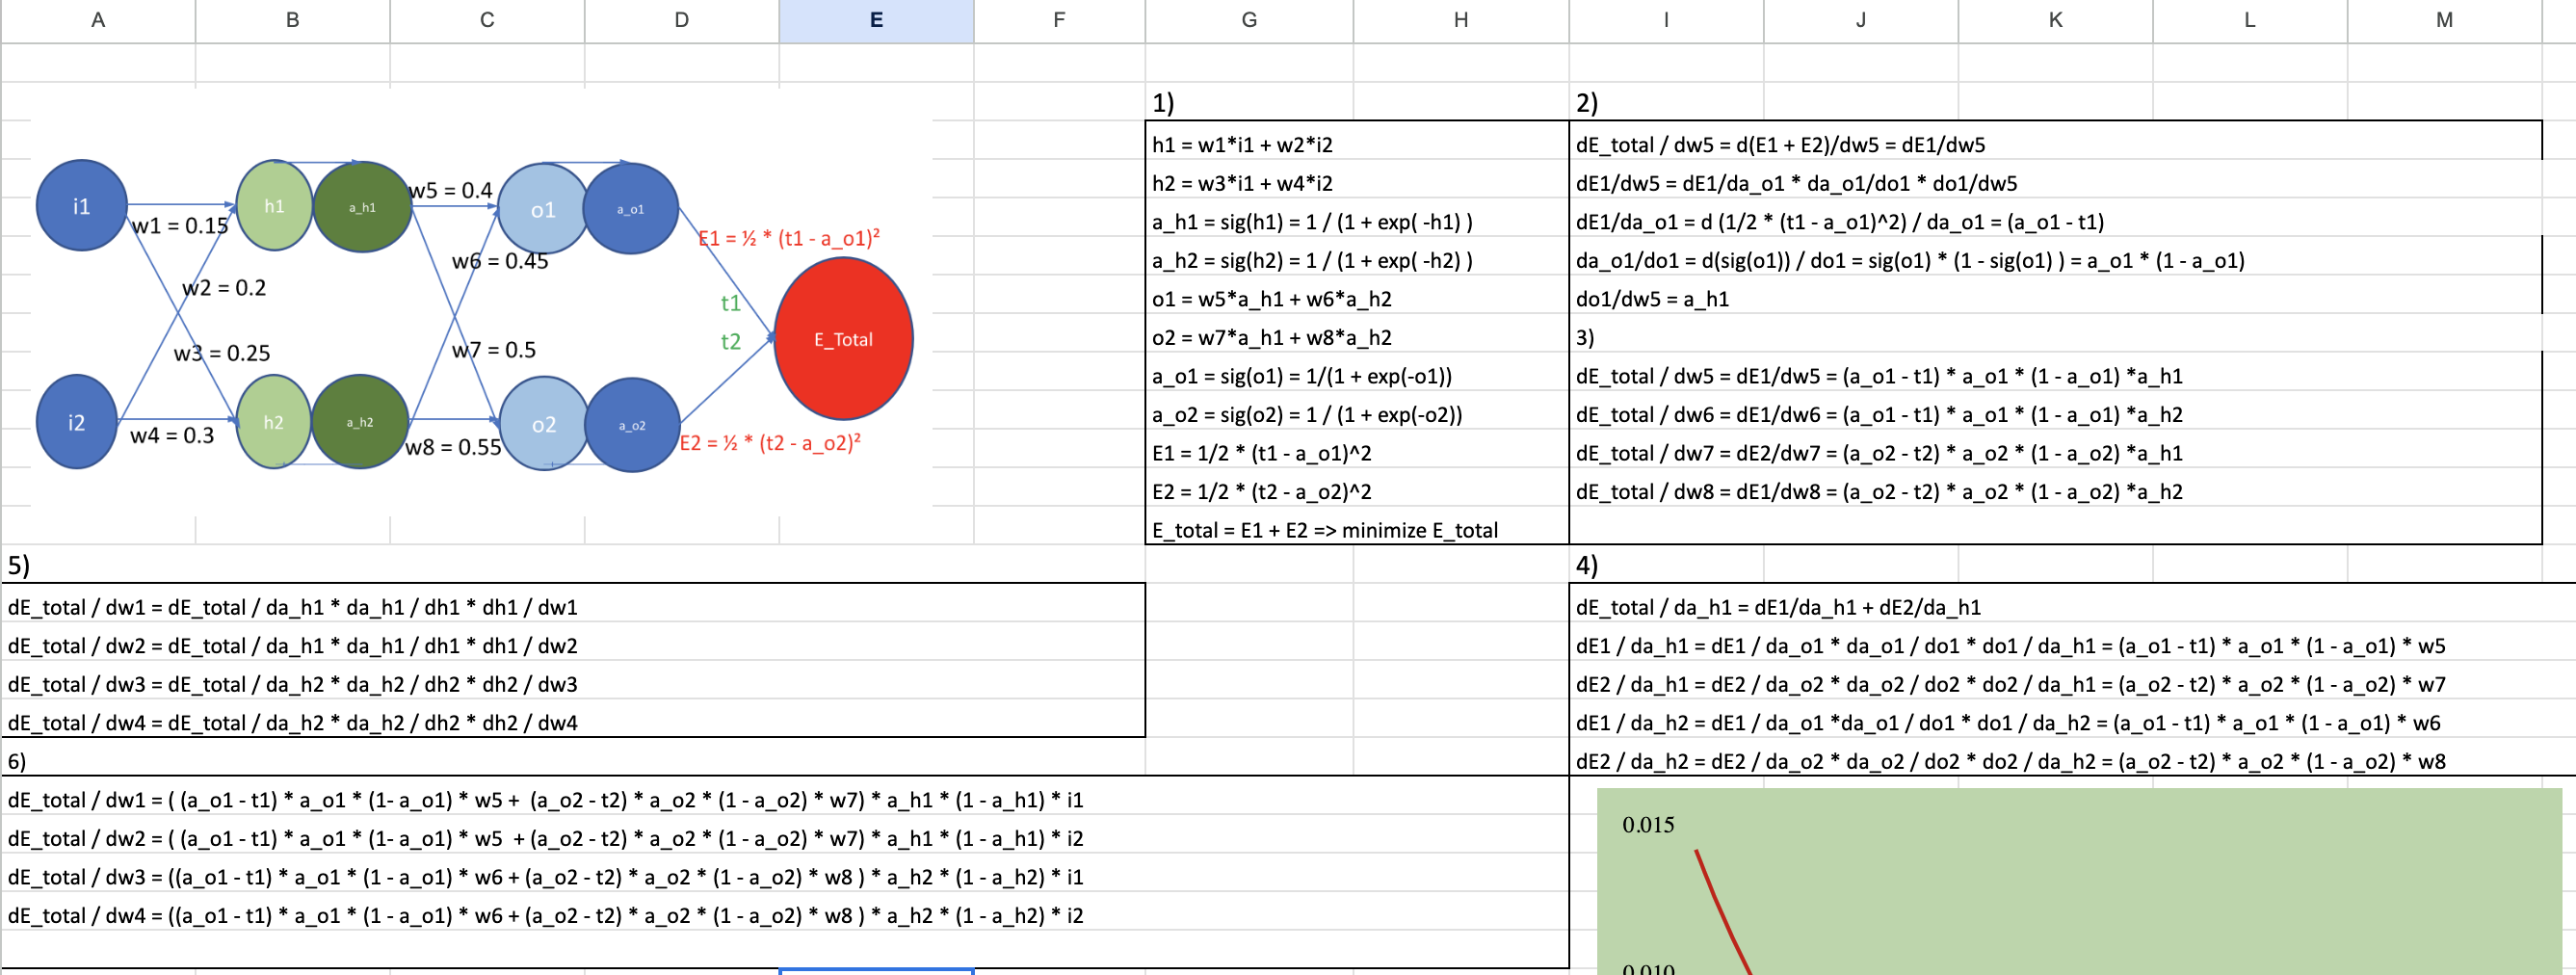 A B C D E F G H I J K L M
i1
h1
a_h1
o1
a_o1
i2
h2
a_h2
o2
a_o2
w1 = 0.15
w2 = 0.2
w3 = 0.25
w4 = 0.3
w5 = 0.4
w6 = 0.45
w7 = 0.5
w8 = 0.55
E1 = ½ * (t1 - a_o1)²
t1
t2
E_Total
E2 = ½ * (t2 - a_o2)²
1)
h1 = w1*i1 + w2*i2
h2 = w3*i1 + w4*i2
a_h1 = sig(h1) = 1 / (1 + exp( -h1) )
a_h2 = sig(h2) = 1 / (1 + exp( -h2) )
o1 = w5*a_h1 + w6*a_h2
o2 = w7*a_h1 + w8*a_h2
a_o1 = sig(o1) = 1/(1 + exp(-o1))
a_o2 = sig(o2) = 1 / (1 + exp(-o2))
E1 = 1/2 * (t1 - a_o1)^2
E2 = 1/2 * (t2 - a_o2)^2
E_total = E1 + E2 => minimize E_total
2)
dE_total / dw5 = d(E1 + E2)/dw5 = dE1/dw5
dE1/dw5 = dE1/da_o1 * da_o1/do1 * do1/dw5
dE1/da_o1 = d (1/2 * (t1 - a_o1)^2) / da_o1 = (a_o1 - t1)
da_o1/do1 = d(sig(o1)) / do1 = sig(o1) * (1 - sig(o1) ) = a_o1 * (1 - a_o1)
do1/dw5 = a_h1
3)
dE_total / dw5 = dE1/dw5 = (a_o1 - t1) * a_o1 * (1 - a_o1) *a_h1
dE_total / dw6 = dE1/dw6 = (a_o1 - t1) * a_o1 * (1 - a_o1) *a_h2
dE_total / dw7 = dE2/dw7 = (a_o2 - t2) * a_o2 * (1 - a_o2) *a_h1
dE_total / dw8 = dE1/dw8 = (a_o2 - t2) * a_o2 * (1 - a_o2) *a_h2
4)
dE_total / da_h1 = dE1/da_h1 + dE2/da_h1
dE1 / da_h1 = dE1 / da_o1 * da_o1 / do1 * do1 / da_h1 = (a_o1 - t1) * a_o1 * (1 - a_o1) * w5
dE2 / da_h1 = dE2 / da_o2 * da_o2 / do2 * do2 / da_h1 = (a_o2 - t2) * a_o2 * (1 - a_o2) * w7
dE1 / da_h2 = dE1 / da_o1 *da_o1 / do1 * do1 / da_h2 = (a_o1 - t1) * a_o1 * (1 - a_o1) * w6
dE2 / da_h2 = dE2 / da_o2 * da_o2 / do2 * do2 / da_h2 = (a_o2 - t2) * a_o2 * (1 - a_o2) * w8
5)
dE_total / dw1 = dE_total / da_h1 * da_h1 / dh1 * dh1 / dw1
dE_total / dw2 = dE_total / da_h1 * da_h1 / dh1 * dh1 / dw2
dE_total / dw3 = dE_total / da_h2 * da_h2 / dh2 * dh2 / dw3
dE_total / dw4 = dE_total / da_h2 * da_h2 / dh2 * dh2 / dw4
6)
dE_total / dw1 = ( (a_o1 - t1) * a_o1 * (1- a_o1) * w5 + (a_o2 - t2) * a_o2 * (1 - a_o2) * w7) * a_h1 * (1 - a_h1) * i1
dE_total / dw2 = ( (a_o1 - t1) * a_o1 * (1- a_o1) * w5 + (a_o2 - t2) * a_o2 * (1 - a_o2) * w7) * a_h1 * (1 - a_h1) * i2
dE_total / dw3 = ((a_o1 - t1) * a_o1 * (1 - a_o1) * w6 + (a_o2 - t2) * a_o2 * (1 - a_o2) * w8 ) * a_h2 * (1 - a_h2) * i1
dE_total / dw4 = ((a_o1 - t1) * a_o1 * (1 - a_o1) * w6 + (a_o2 - t2) * a_o2 * (1 - a_o2) * w8 ) * a_h2 * (1 - a_h2) * i2
0.015
0.010